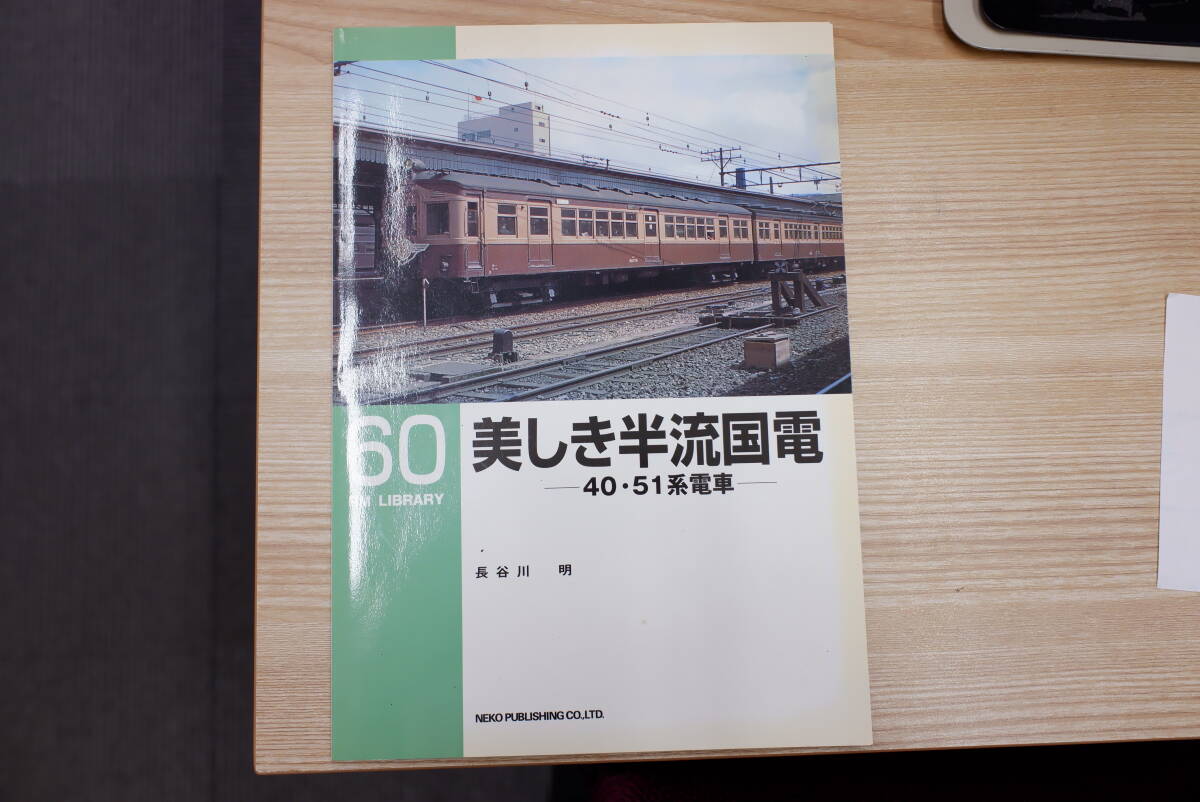 60
RM LIBRARY
美しき半流国電
40・51系電車
長谷川 明
NEKO PUBLISHING CO.,LTD.